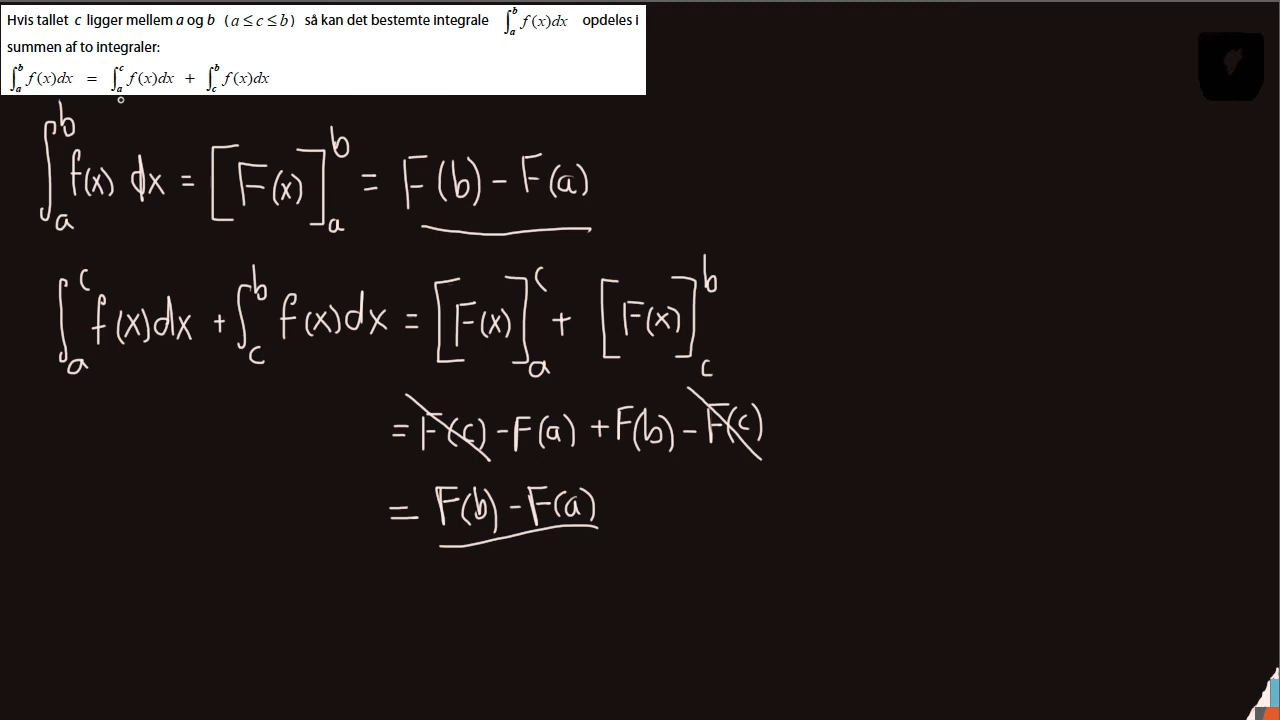 Hvis tallet c ligger mellem a og b (a ≤ c ≤ b) så kan det bestemte integrale ∫_a^b f(x)dx opdeles i
summen af to integraler:
∫_a^b f(x)dx = ∫_a^c f(x)dx + ∫_c^b f(x)dx
∫_a^b f(x) dx = [F(x)]_a^b = F(b) - F(a)
∫_a^c f(x)dx + ∫_c^b f(x)dx = [F(x)]_a^c + [F(x)]_c^b
= F(c) - F(a) + F(b) - F(c)
= F(b) - F(a)